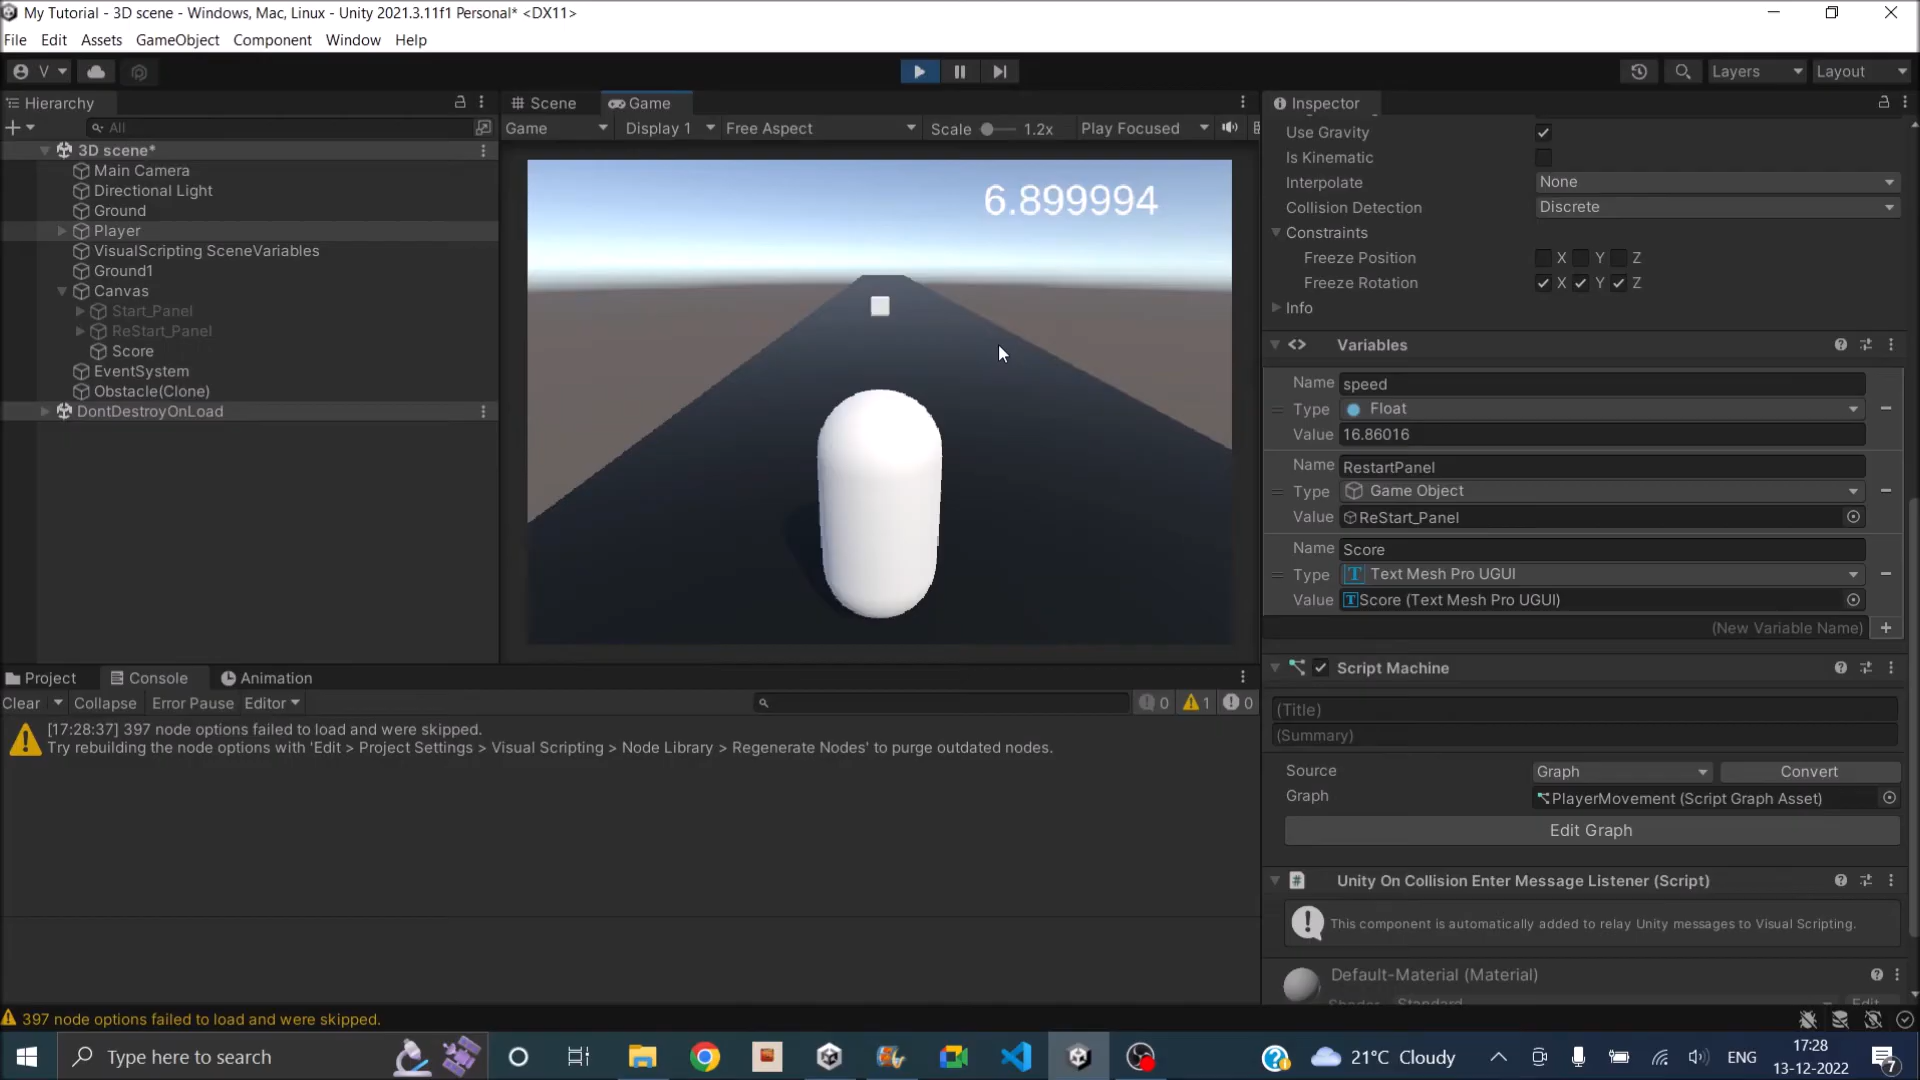 My Tutorial - 3D scene - Windows, Mac, Linux - Unity 2021.3.11f1 Personal* <DX11>
File Edit Assets GameObject Component Window Help
V Layers Layout
Hierarchy
All
3D scene*
Main Camera
Directional Light
Ground
Player
VisualScripting SceneVariables
Ground1
Canvas
Start_Panel
ReStart_Panel
Score
EventSystem
Obstacle(Clone)
DontDestroyOnLoad
Scene Game
Game Display 1 Free Aspect Scale 1.2x Play Focused
6.899994
Inspector
Use Gravity
Is Kinematic
Interpolate None
Collision Detection Discrete
Constraints
Freeze Position X Y Z
Freeze Rotation X Y Z
Info
Variables
Name speed
Type Float
Value 16.86016
Name RestartPanel
Type Game Object
Value ReStart_Panel
Name Score
Type Text Mesh Pro UGUI
Value Score (Text Mesh Pro UGUI)
(New Variable Name)
Script Machine
(Title)
(Summary)
Source Graph Convert
Graph PlayerMovement (Script Graph Asset)
Edit Graph
Unity On Collision Enter Message Listener (Script)
This component is automatically added to relay Unity messages to Visual Scripting.
Default-Material (Material)
Shader Standard Edit
Project Console Animation
Clear Collapse Error Pause Editor 0 1 0
[17:28:37] 397 node options failed to load and were skipped.
Try rebuilding the node options with 'Edit > Project Settings > Visual Scripting > Node Library > Regenerate Nodes' to purge outdated nodes.
397 node options failed to load and were skipped.
Type here to search
21°C Cloudy
ENG
17:28
13-12-2022
7